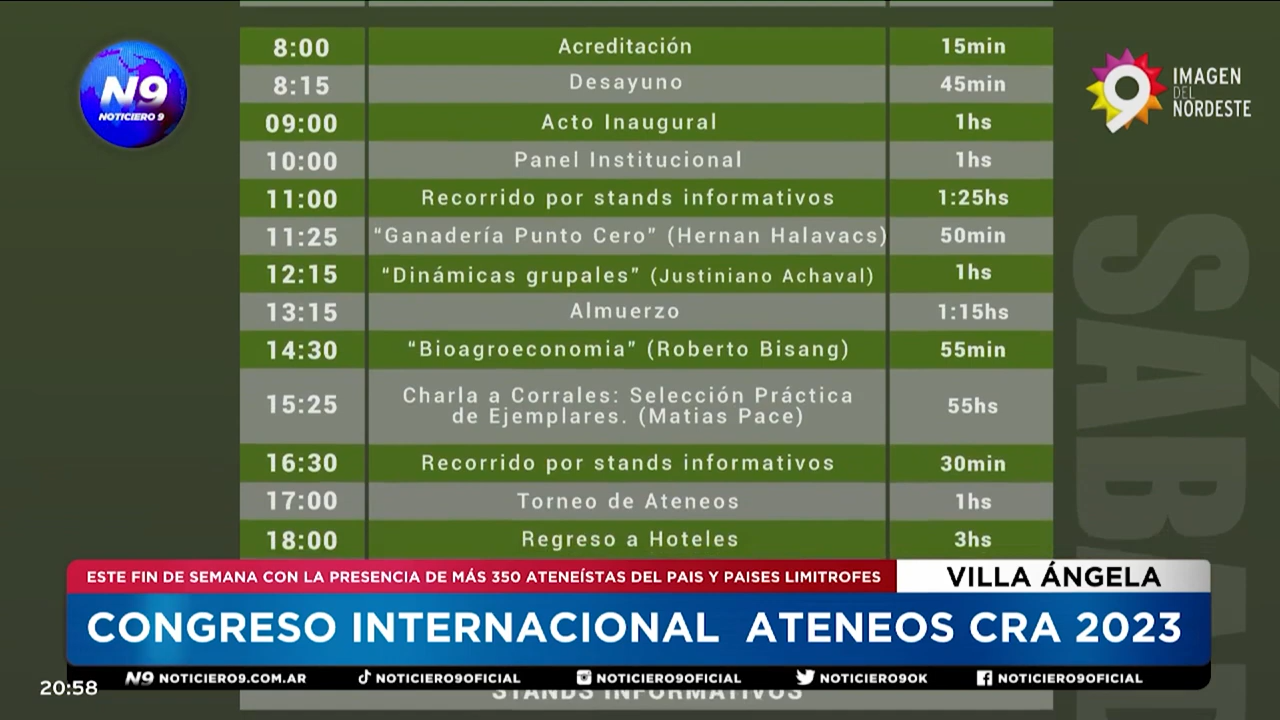 8:00 Acreditación 15min
8:15 Desayuno 45min
09:00 Acto Inaugural 1hs
10:00 Panel Institucional 1hs
11:00 Recorrido por stands informativos 1:25hs
11:25 “Ganadería Punto Cero” (Hernan Halavacs) 50min
12:15 “Dinámicas grupales” (Justiniano Achaval) 1hs
13:15 Almuerzo 1:15hs
14:30 “Bioagroeconomia” (Roberto Bisang) 55min
15:25 Charla a Corrales: Selección Práctica
de Ejemplares. (Matias Pace) 55hs
16:30 Recorrido por stands informativos 30min
17:00 Torneo de Ateneos 1hs
18:00 Regreso a Hoteles 3hs
N9
NOTICIERO 9
9 IMAGEN
DEL
NORDESTE
SÁBADO
ESTE FIN DE SEMANA CON LA PRESENCIA DE MÁS 350 ATENEÍSTAS DEL PAIS Y PAISES LIMITROFES
VILLA ÁNGELA
CONGRESO INTERNACIONAL ATENEOS CRA 2023
20:58
N9 NOTICIERO9.COM.AR NOTICIERO9OFICIAL NOTICIERO9OFICIAL NOTICIERO9OK NOTICIERO9OFICIAL
STANDS INFORMATIVOS